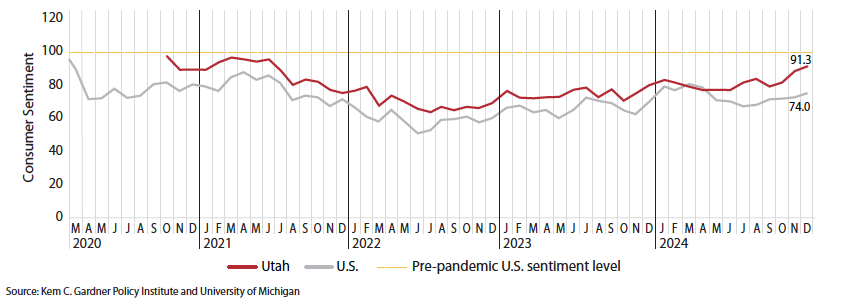 120
100
80
60
40
20
0
Consumer Sentiment
91.3
74.0
M A M J J A S O N D J F M A M J J A S O N D J F M A M J J A S O N D J F M A M J J A S O N D J F M A M J J A S O N D
2020 2021 2022 2023 2024
Utah U.S. Pre-pandemic U.S. sentiment level
Source: Kem C. Gardner Policy Institute and University of Michigan